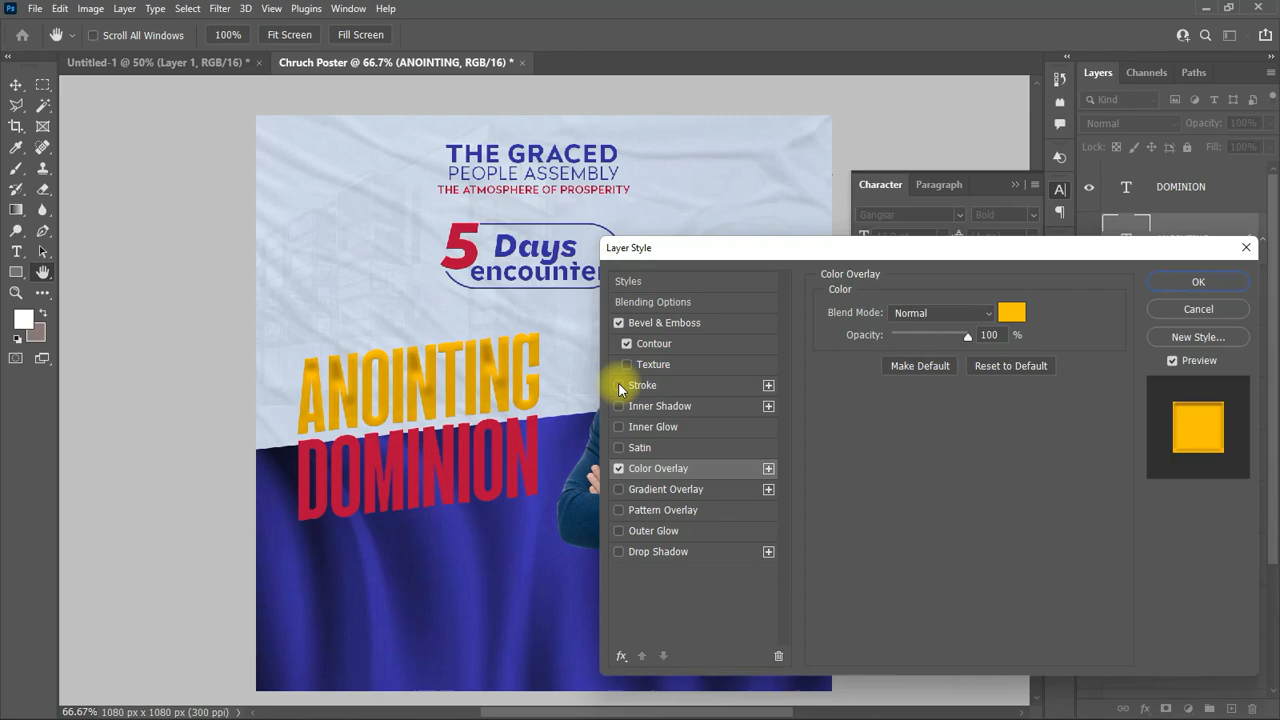 Ps File Edit Image Layer Type Select Filter 3D View Plugins Window Help
Scroll All Windows 100% Fit Screen Fill Screen
Untitled-1 @ 50% (Layer 1, RGB/16) * ×
Chruch Poster @ 66.7% (ANOINTING, RGB/16) * ×
THE GRACED
PEOPLE ASSEMBLY
THE ATMOSPHERE OF PROSPERITY
5 Days
encounter
ANOINTING
DOMINION
Character Paragraph
Gangsar Bold
Layers Channels Paths
Kind
Normal Opacity: 100%
Lock: Fill: 100%
T DOMINION
Layer Style
Styles
Blending Options
Bevel & Emboss
Contour
Texture
Stroke
Inner Shadow
Inner Glow
Satin
Color Overlay
Gradient Overlay
Pattern Overlay
Outer Glow
Drop Shadow
fx
Color Overlay
Color
Blend Mode: Normal
Opacity: 100 %
Make Default Reset to Default
OK
Cancel
New Style...
Preview
66.67% 1080 px x 1080 px (300 ppi)